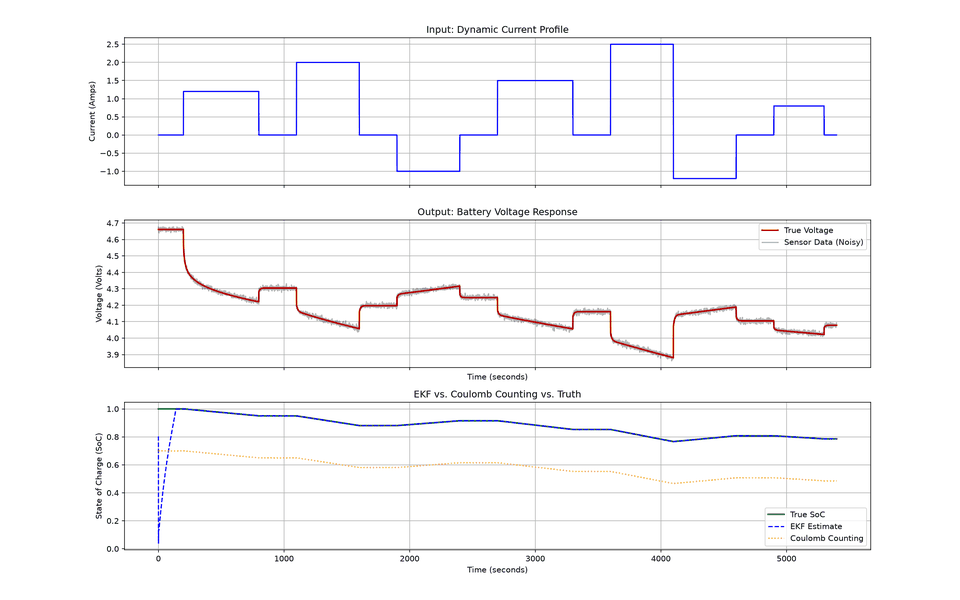 Input: Dynamic Current Profile
Current (Amps)
2.5
2.0
1.5
1.0
0.5
0.0
−0.5
−1.0
Output: Battery Voltage Response
Voltage (Volts)
4.7
4.6
4.5
4.4
4.3
4.2
4.1
4.0
3.9
True Voltage
Sensor Data (Noisy)
Time (seconds)
EKF vs. Coulomb Counting vs. Truth
State of Charge (SoC)
1.0
0.8
0.6
0.4
0.2
0.0
True SoC
EKF Estimate
Coulomb Counting
0 1000 2000 3000 4000 5000
Time (seconds)